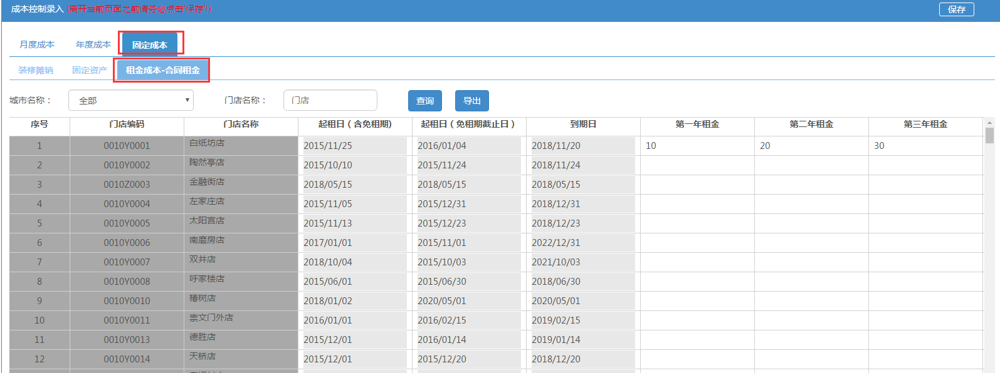 成本控制录入 (离开当前页面之前请务必点击'保存'!) 保存
月度成本 年度成本 固定成本
装修摊销 固定资产 租金成本-合同租金
城市名称： 全部 门店名称： 门店 查询 导出
序号 门店编码 门店名称 起租日（含免租期） 起租日（免租期截止日） 到期日 第一年租金 第二年租金 第三年租金
1 0010Y0001 白纸坊店 2015/11/25 2016/01/04 2018/11/20 10 20 30
2 0010Y0002 陶然亭店 2015/10/10 2015/11/24 2018/11/24
3 0010Z0003 金融街店 2018/05/15 2018/05/15 2018/05/15
4 0010Y0004 左家庄店 2015/11/05 2015/12/31 2018/12/31
5 0010Y0005 太阳宫店 2015/11/13 2015/12/23 2018/12/23
6 0010Y0006 南磨房店 2017/01/01 2015/11/01 2022/12/31
7 0010Y0007 双井店 2018/10/04 2015/10/03 2021/10/03
8 0010Y0008 呼家楼店 2015/06/01 2015/06/30 2018/06/30
9 0010Y0010 椿树店 2018/01/02 2020/05/01 2020/05/01
10 0010Y0011 崇文门外店 2016/01/01 2016/02/15 2019/02/15
11 0010Y0013 德胜店 2015/12/01 2016/01/14 2019/01/14
12 0010Y0014 天桥店 2015/12/01 2015/12/20 2018/12/20